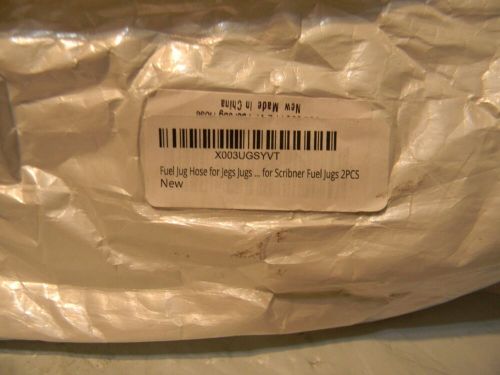 New Made in China
X003UGSYVT
Fuel Jug Hose for Jegs Jugs ... for Scribner Fuel Jugs 2PCS
New